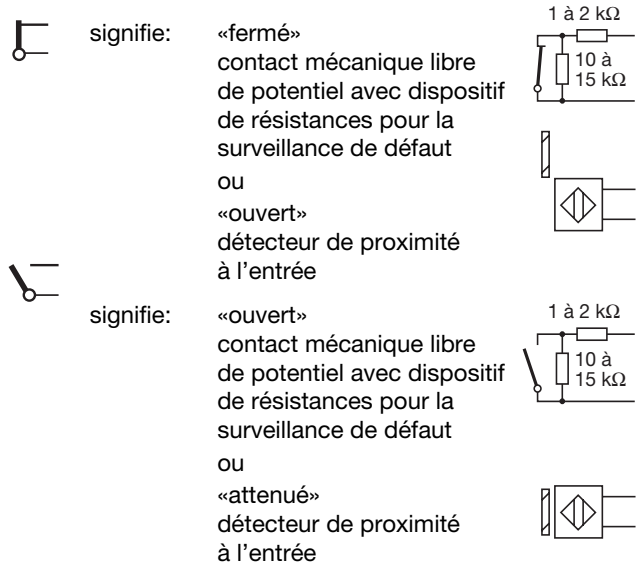 1 à 2 kΩ
signifie: «fermé»
contact mécanique libre
de potentiel avec dispositif
de résistances pour la
surveillance de défaut
10 à
15 kΩ
ou
«ouvert»
détecteur de proximité
à l'entrée
signifie: «ouvert»
contact mécanique libre
de potentiel avec dispositif
de résistances pour la
surveillance de défaut
1 à 2 kΩ
10 à
15 kΩ
ou
«attenué»
détecteur de proximité
à l'entrée